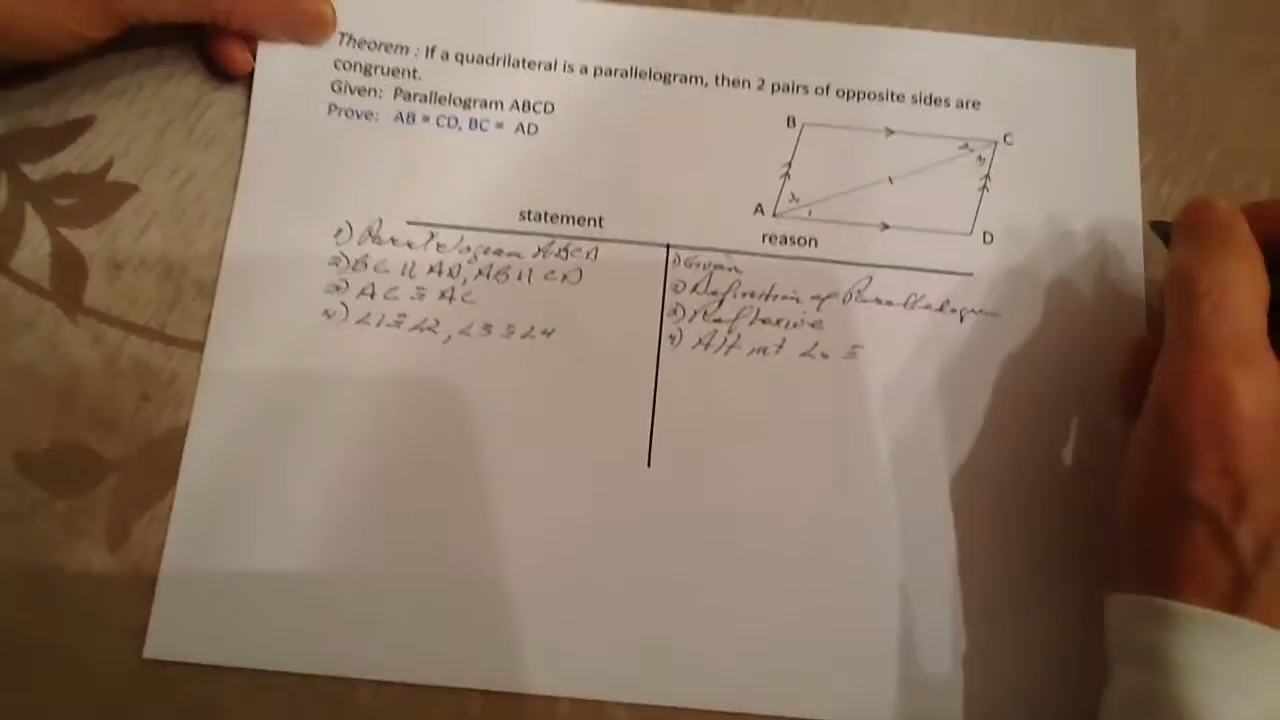 Theorem : If a quadrilateral is a parallelogram, then 2 pairs of opposite sides are
congruent.
Given: Parallelogram ABCD
Prove: AB = CD, BC = AD
B
C
A
D
statement
reason
1) Parallelogram ABCD
2) BC || AD, AB || CD
3) AC ≅ AC
4) ∠1 ≅ ∠2, ∠3 ≅ ∠4
1) Given
2) Definition of Parallelogram
3) Reflexive
4) Alt int ∠s ≅